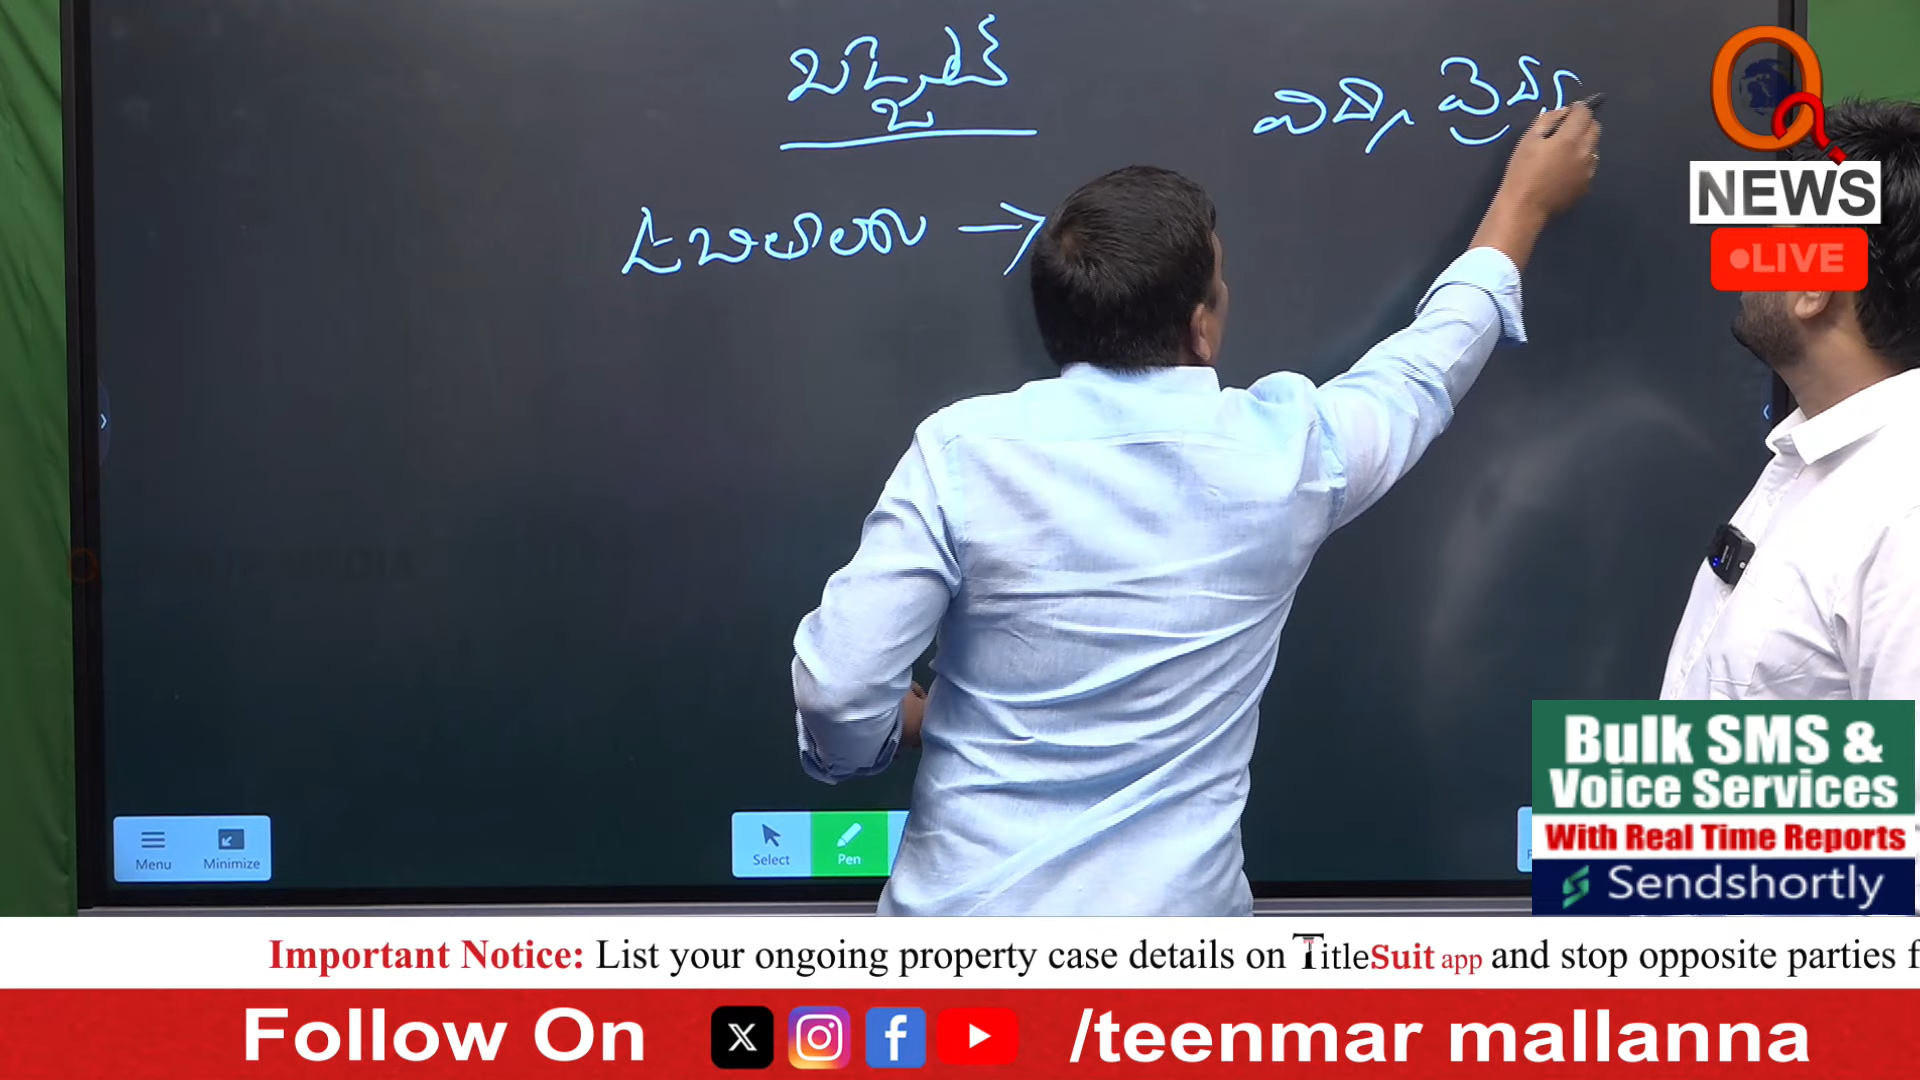 బడ్జెట్
NEWS
LIVE
Menu
Minimize
Select
Pen
Bulk SMS &
Voice Services
With Real Time Reports
Sendshortly
Important Notice: List your ongoing property case details on TitleSuit app and stop opposite parties f
Follow On /teenmar mallanna